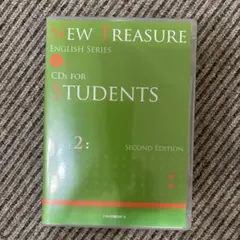 NEW TREASURE
ENGLISH SERIES
CDS FOR
STUDENTS
2:
SECOND EDITION